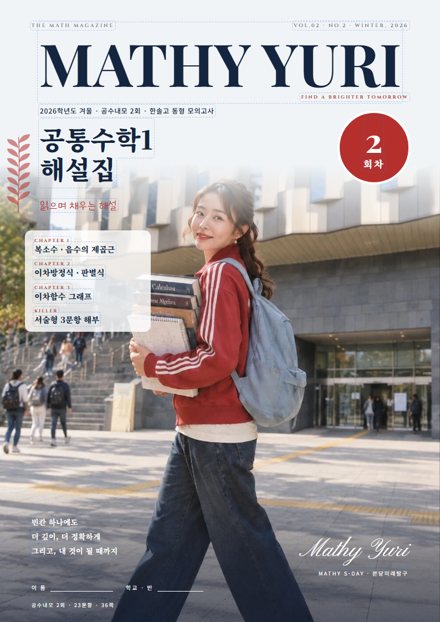 THE MATH MAGAZINE
VOL.02 · NO.2 · WINTER, 2026
MATHY YURI
FIND A BRIGHTER TOMORROW
2026학년도 겨울 · 공수내모 2회 · 한솔고 동형 모의고사
공통수학1
해설집
2
회차
읽으며 채우는 해설
CHAPTER 1
복소수 · 음수의 제곱근
CHAPTER 2
이차방정식 · 판별식
CHAPTER 3
이차함수 그래프
KILLER
서술형 3문항 해부
Calculus
Algebra
빈칸 하나에도
더 깊이, 더 정확하게
그리고, 내 것이 될 때까지
Mathy Yuri
MATHY S-DAY · 분당미래탐구
이름
학교 · 반
공수내모 2회 · 23문항 · 36쪽